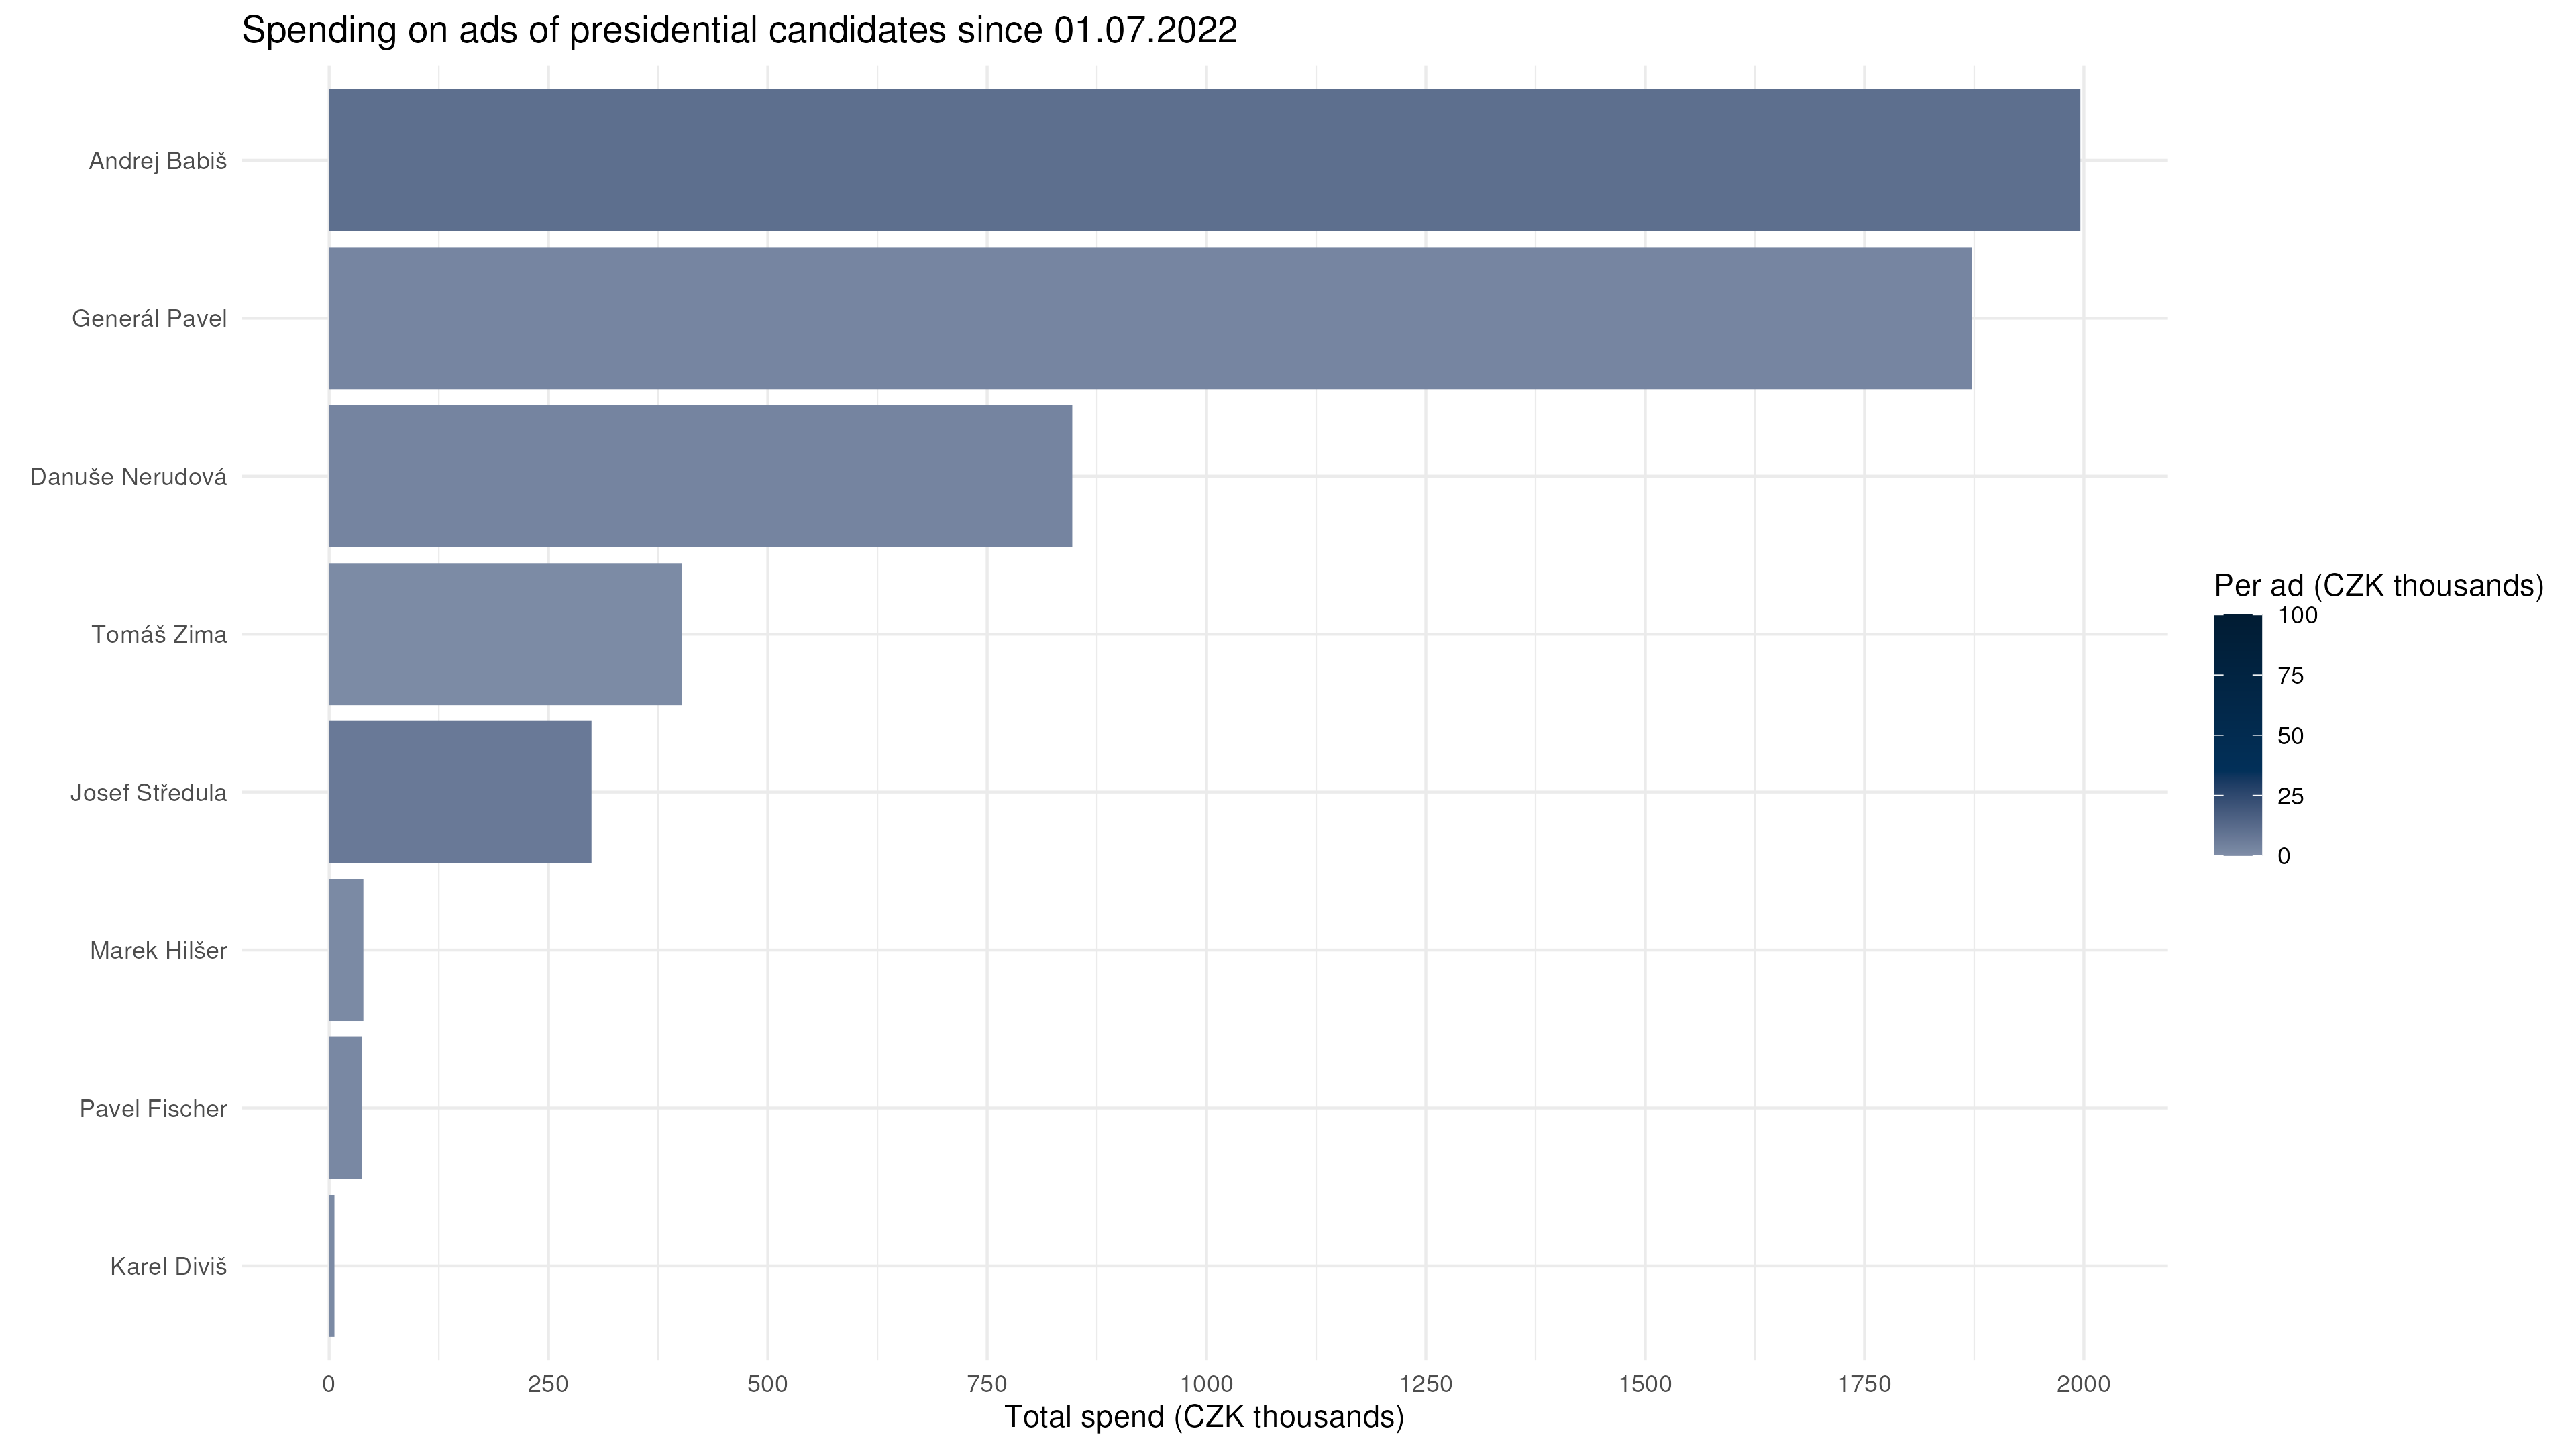 Spending on ads of presidential candidates since 01.07.2022
Andrej Babiš
Generál Pavel
Danuše Nerudová
Tomáš Zima
Josef Středula
Marek Hilšer
Pavel Fischer
Karel Diviš
0 250 500 750 1000 1250 1500 1750 2000
Total spend (CZK thousands)
Per ad (CZK thousands)
100
75
50
25
0